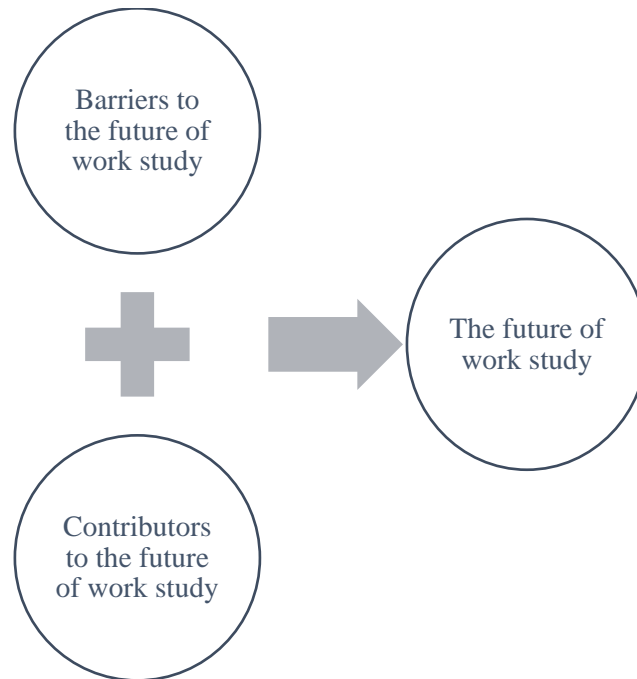 Barriers to
the future of
work study
The future of
work study
Contributors
to the future
of work study